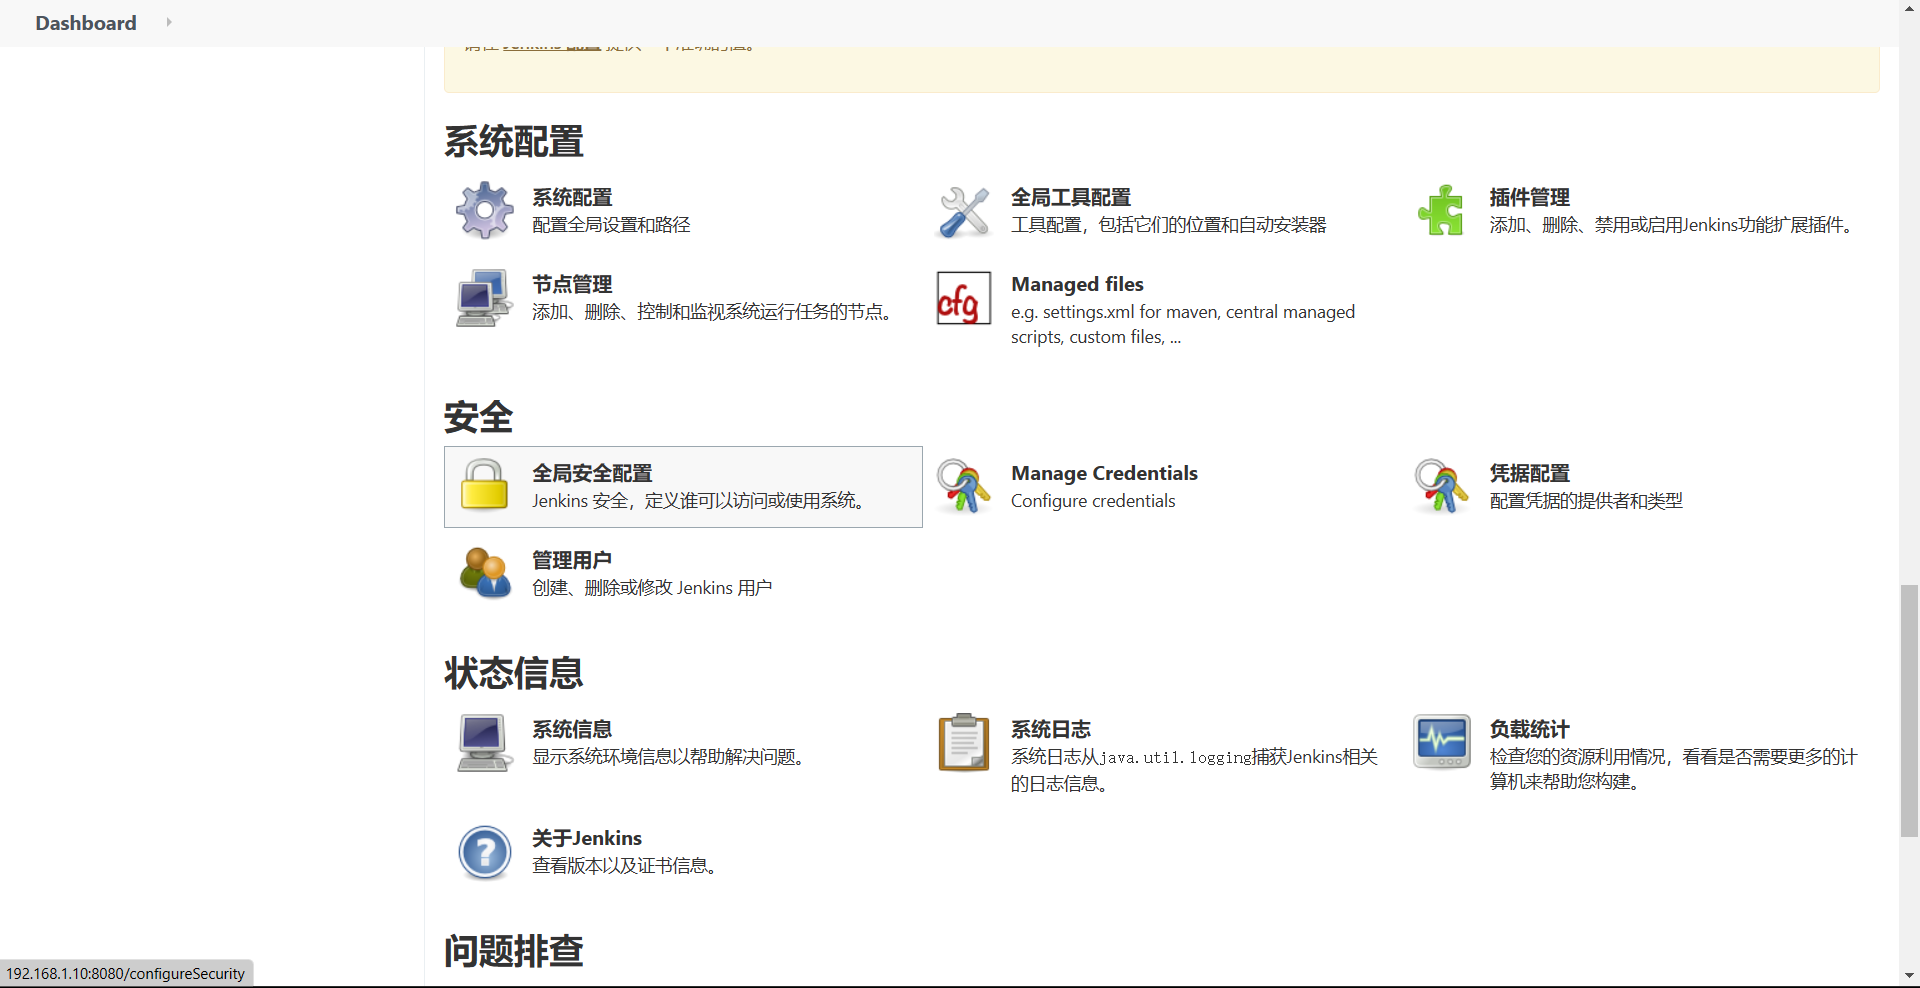 Dashboard
请在 Jenkins 配置 提供一个准确的值。
系统配置
系统配置
配置全局设置和路径
全局工具配置
工具配置，包括它们的位置和自动安装器
插件管理
添加、删除、禁用或启用Jenkins功能扩展插件。
节点管理
添加、删除、控制和监视系统运行任务的节点。
cfg
Managed files
e.g. settings.xml for maven, central managed
scripts, custom files, ...
安全
全局安全配置
Jenkins 安全，定义谁可以访问或使用系统。
Manage Credentials
Configure credentials
凭据配置
配置凭据的提供者和类型
管理用户
创建、删除或修改 Jenkins 用户
状态信息
系统信息
显示系统环境信息以帮助解决问题。
系统日志
系统日志从java.util.logging捕获Jenkins相关
的日志信息。
负载统计
检查您的资源利用情况，看看是否需要更多的计
算机来帮助您构建。
关于Jenkins
查看版本以及证书信息。
问题排查
192.168.1.10:8080/configureSecurity